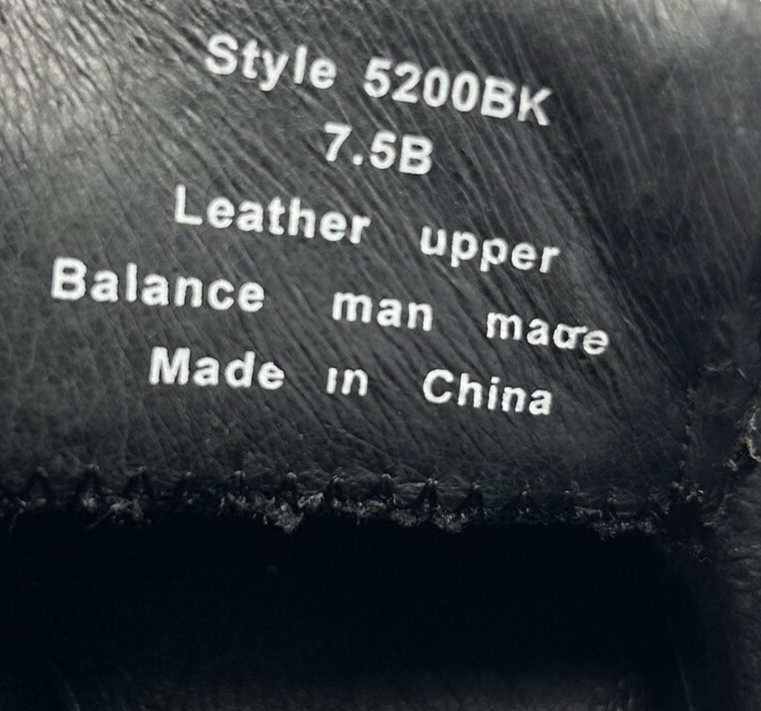 Style 5200BK
7.5B
Leather upper
Balance man made
Made in China